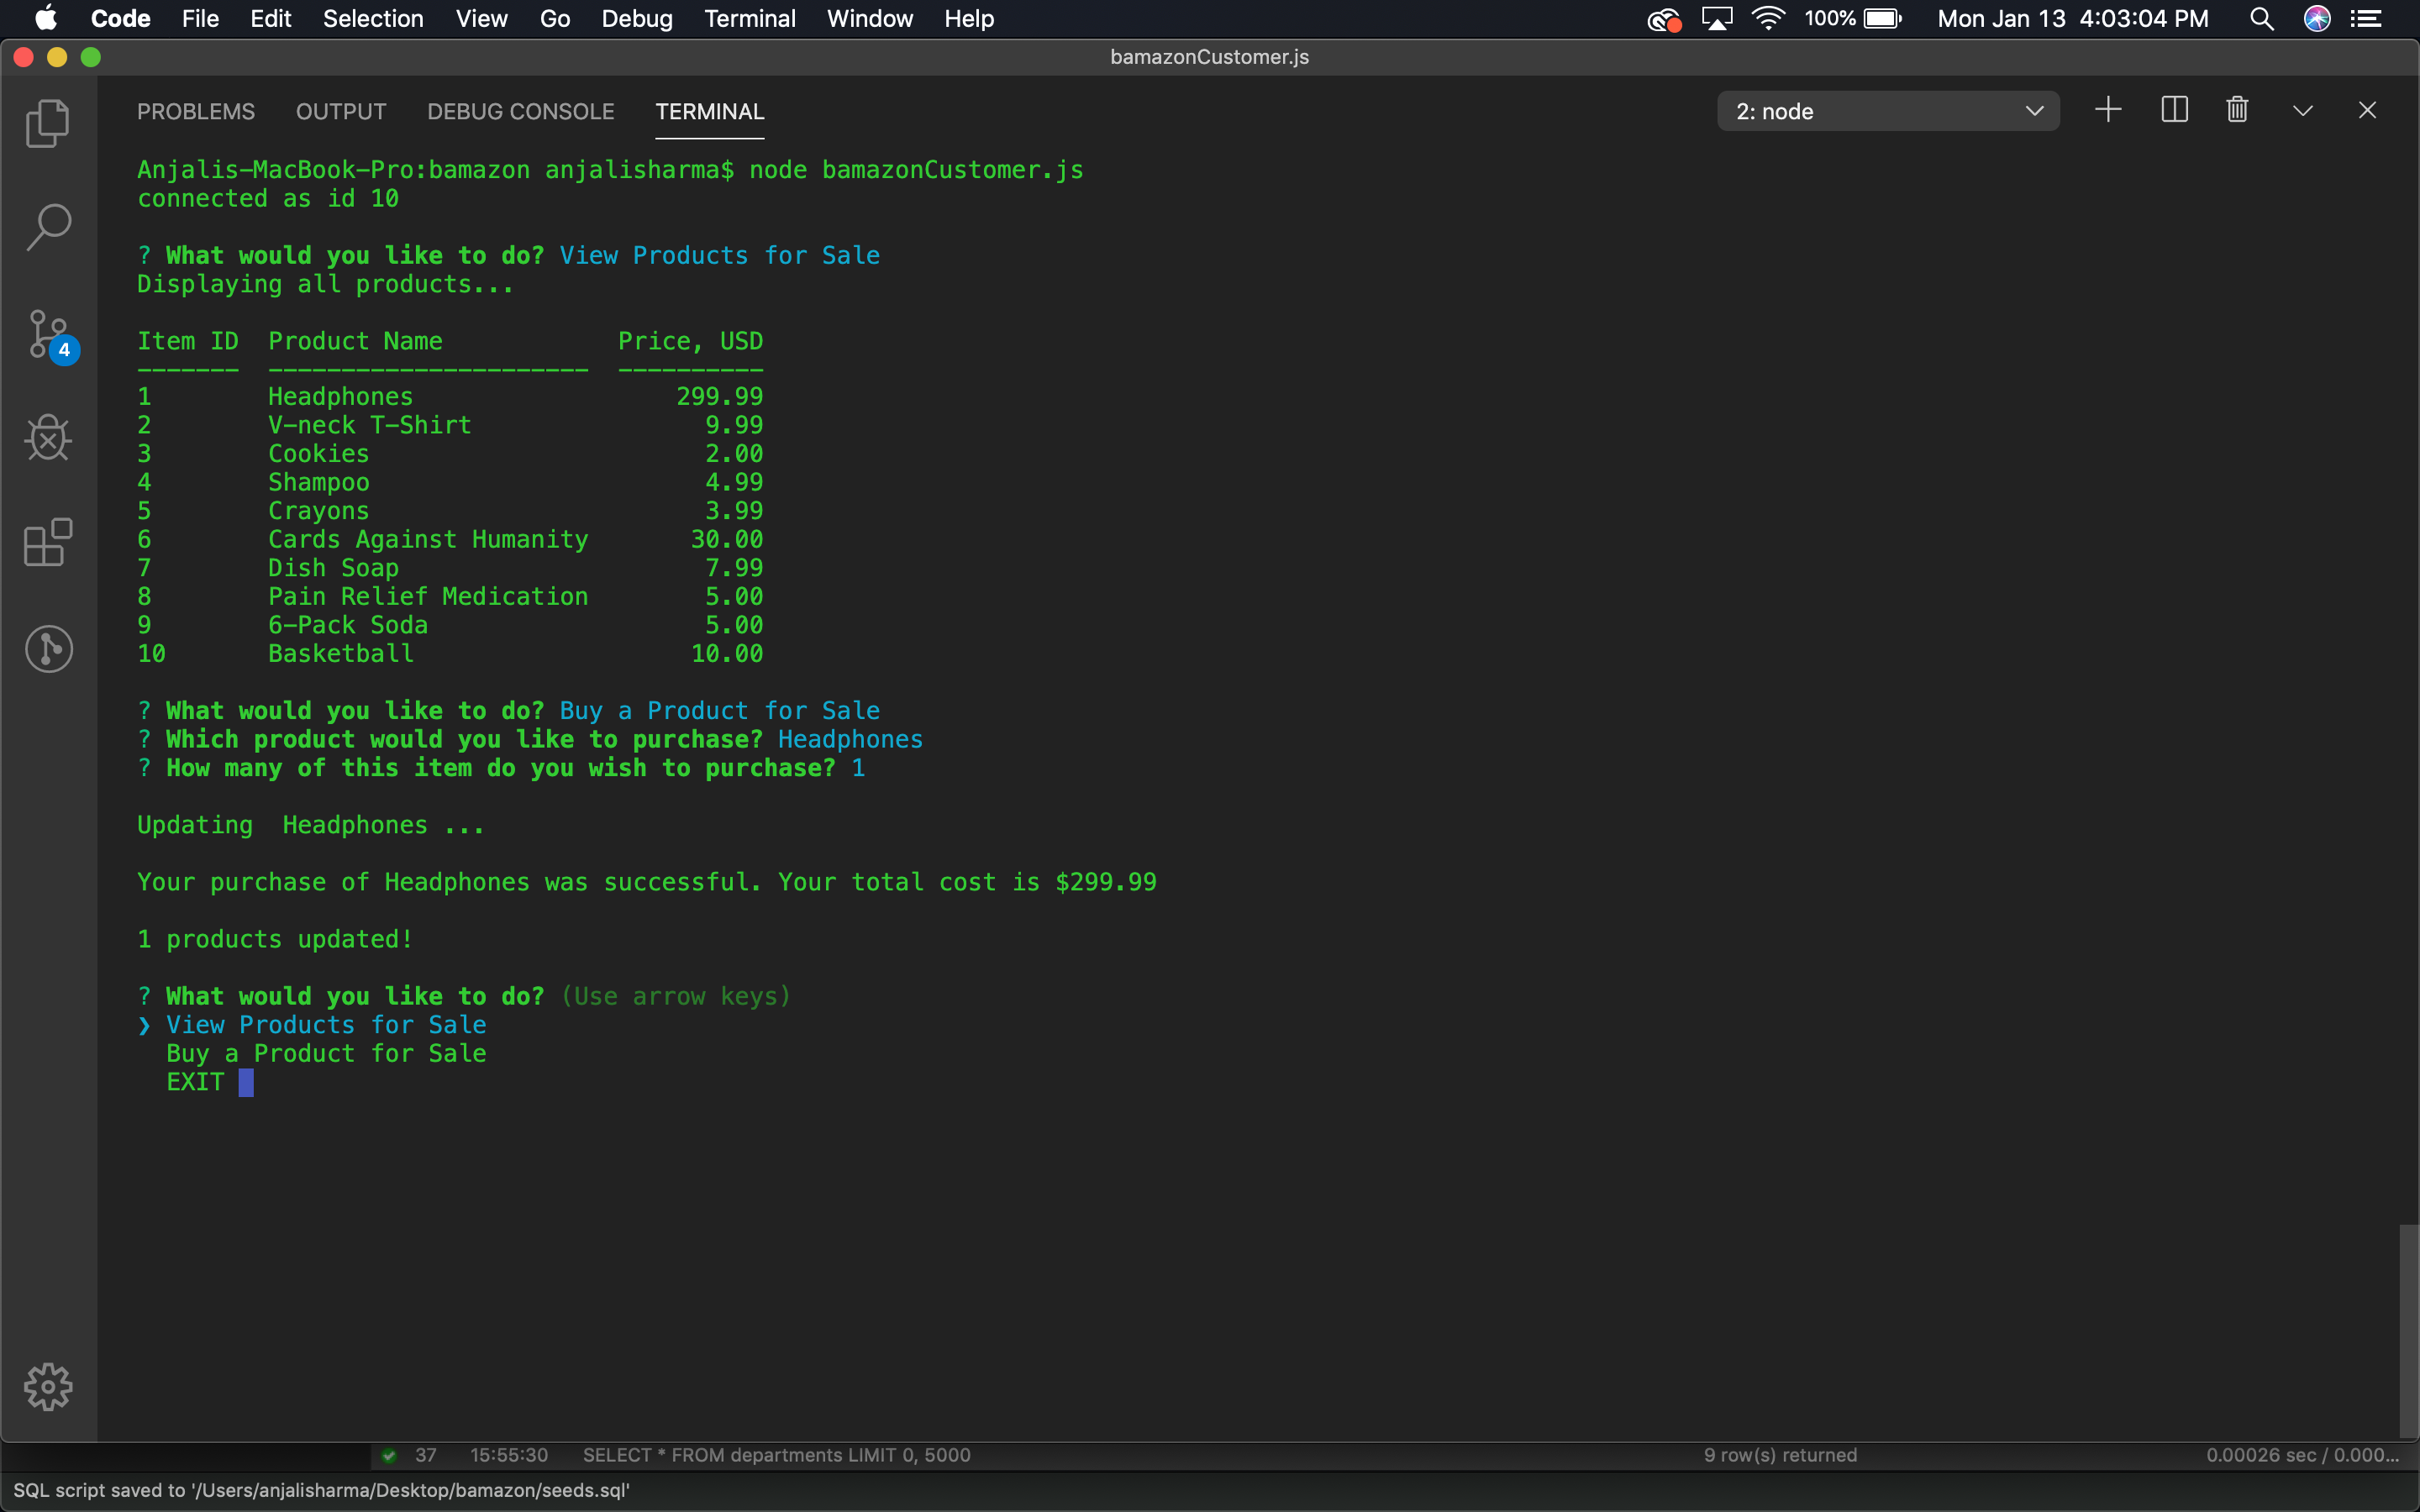 Code File Edit Selection View Go Debug Terminal Window Help 100% Mon Jan 13 4:03:04 PM
bamazonCustomer.js
PROBLEMS OUTPUT DEBUG CONSOLE TERMINAL 2: node
Anjalis-MacBook-Pro:bamazon anjalisharma$ node bamazonCustomer.js
connected as id 10
? What would you like to do? View Products for Sale
Displaying all products...
Item ID  Product Name            Price, USD
-------  ----------------------  ----------
1        Headphones                  299.99
2        V-neck T-Shirt                9.99
3        Cookies                       2.00
4        Shampoo                       4.99
5        Crayons                       3.99
6        Cards Against Humanity       30.00
7        Dish Soap                     7.99
8        Pain Relief Medication        5.00
9        6-Pack Soda                   5.00
10       Basketball                   10.00
? What would you like to do? Buy a Product for Sale
? Which product would you like to purchase? Headphones
? How many of this item do you wish to purchase? 1
Updating  Headphones ...
Your purchase of Headphones was successful. Your total cost is $299.99
1 products updated!
? What would you like to do? (Use arrow keys)
❯ View Products for Sale
  Buy a Product for Sale
  EXIT
4
37 15:55:30 SELECT * FROM departments LIMIT 0, 5000 9 row(s) returned 0.00026 sec / 0.000...
SQL script saved to '/Users/anjalisharma/Desktop/bamazon/seeds.sql'